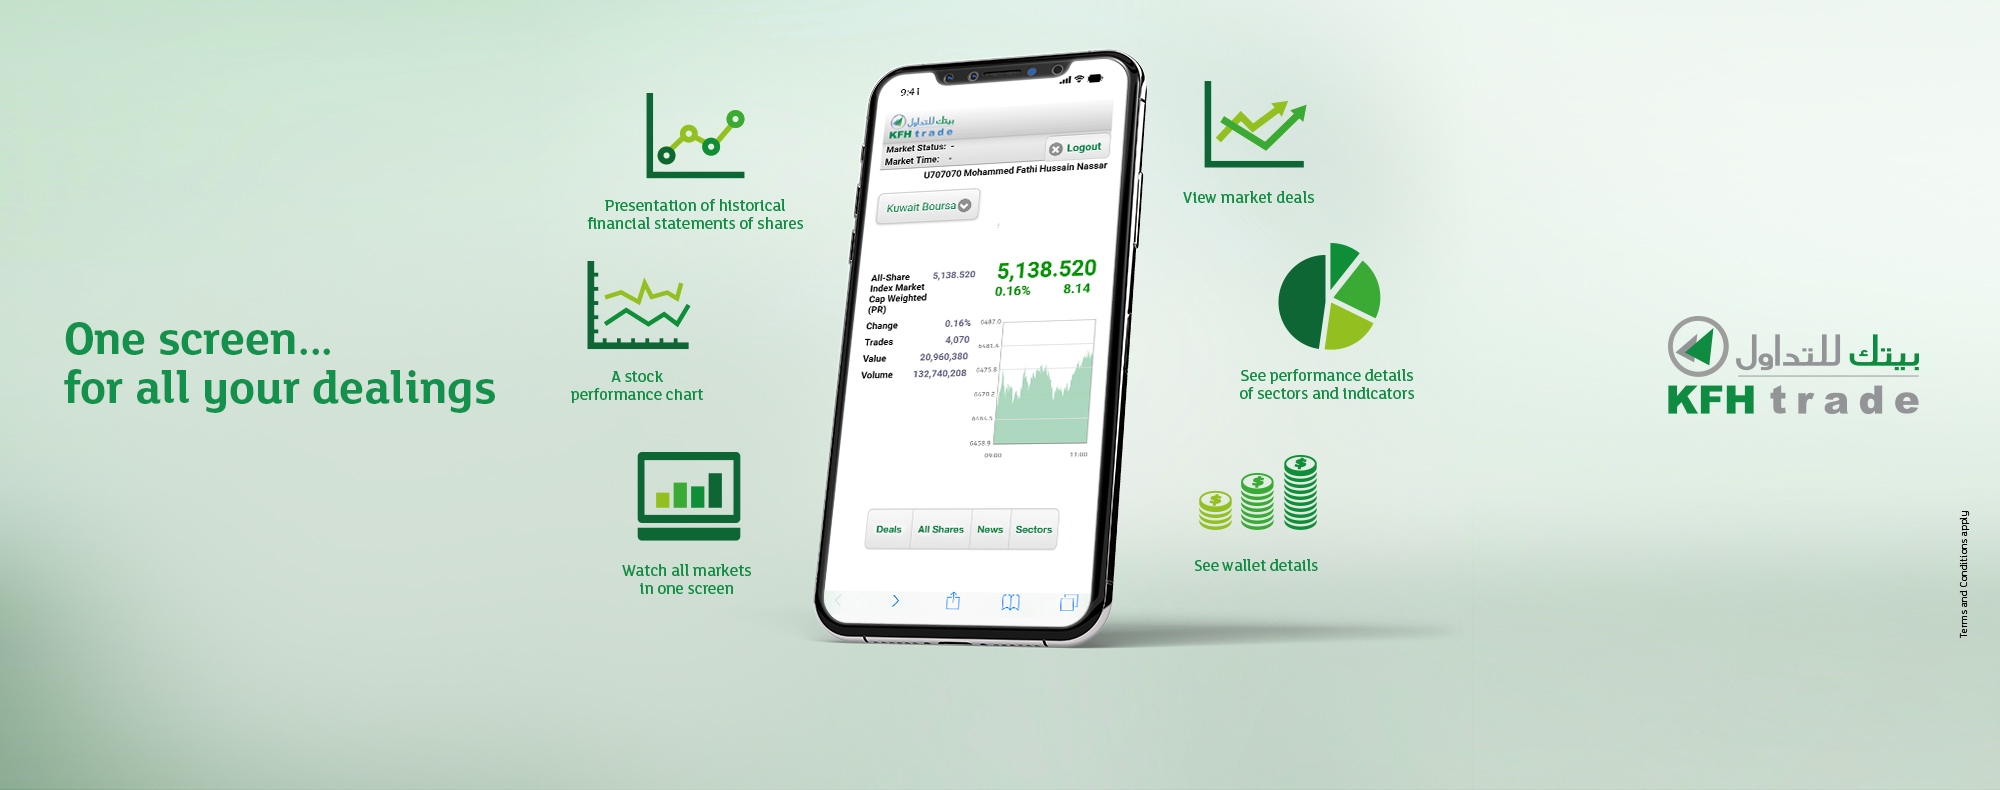 One screen...
for all your dealings
Presentation of historical
financial statements of shares
A stock
performance chart
Watch all markets
in one screen
9:41
بيتك للتداول
KFH trade
Market Status: -
Market Time: -
Logout
U707070 Mohammed Fathi Hussain Nassar
Kuwait Boursa
All-Share
Index Market
Cap Weighted
(PR)
5,138.520
5,138.520
0.16% 8.14
Change 0.16%
Trades 4,070
Value 20,960,380
Volume 132,740,208
6487.0
6481.4
6475.8
6470.2
6464.5
6458.9
09:00 11:00
Deals All Shares News Sectors
View market deals
See performance details
of sectors and indicators
See wallet details
بيتك للتداول
KFH trade
Terms and Conditions apply